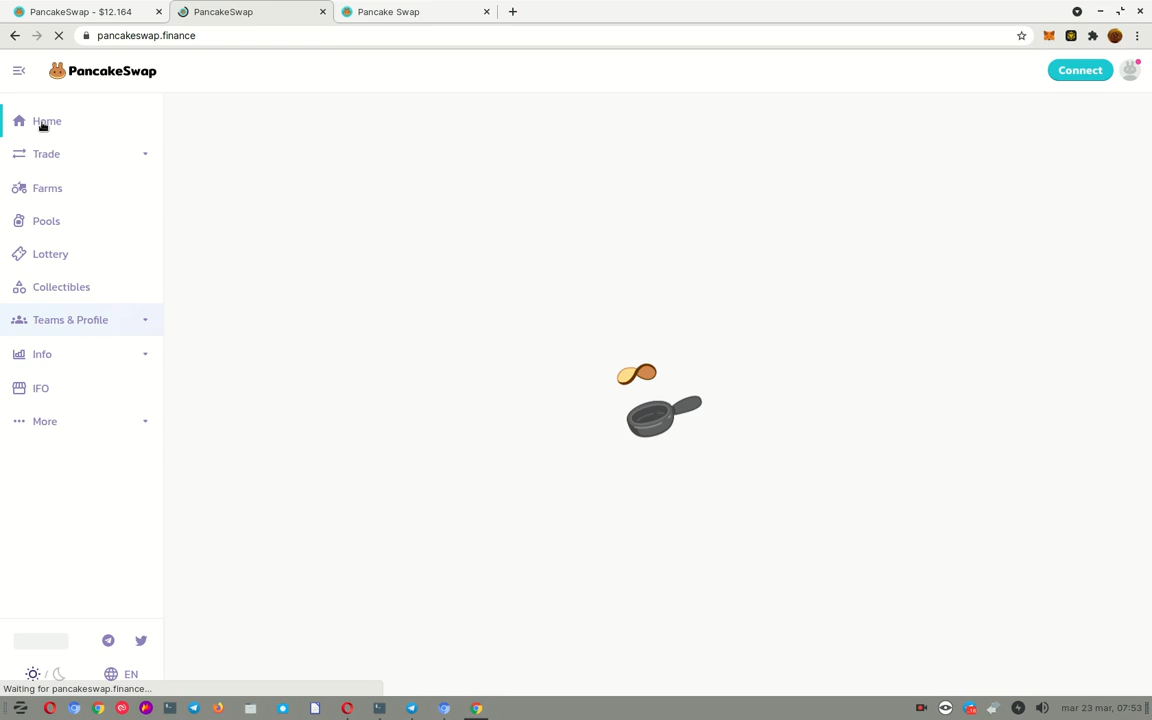 PancakeSwap - $12.164
PancakeSwap
Pancake Swap
pancakeswap.finance
PancakeSwap
Connect
Home
Trade
Farms
Pools
Lottery
Collectibles
Teams & Profile
Info
IFO
More
/
EN
Waiting for pancakeswap.finance...
mar 23 mar, 07:53